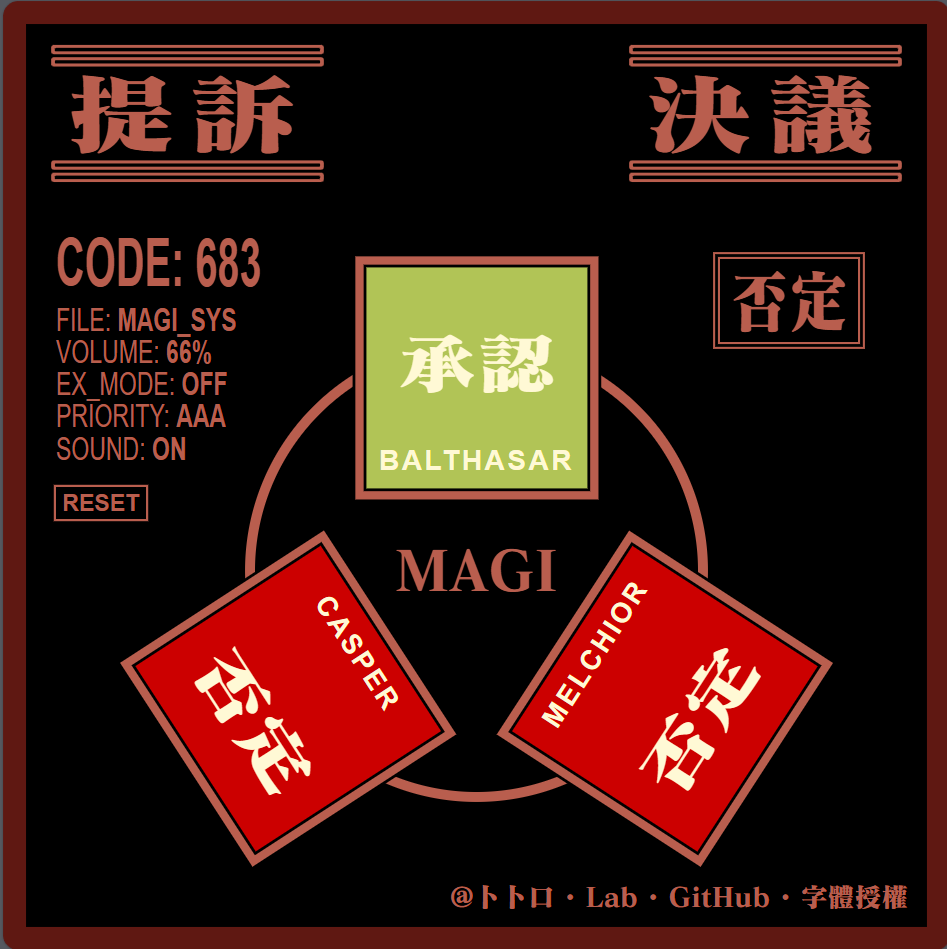 提訴
決議
CODE: 683
FILE: MAGI_SYS
VOLUME: 66%
EX_MODE: OFF
PRIORITY: AAA
SOUND: ON
RESET
否定
承認
BALTHASAR
MAGI
CASPER
否定
MELCHIOR
否定
@トトロ・Lab・GitHub・字體授權